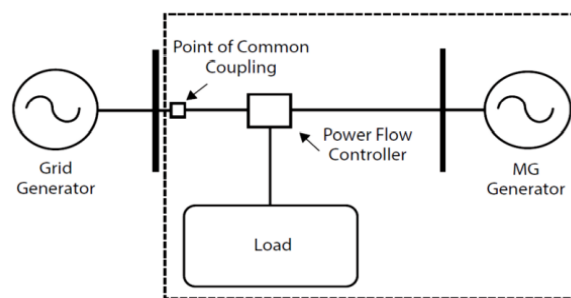 Point of Common
Coupling
Power Flow
Controller
Grid
Generator
MG
Generator
Load